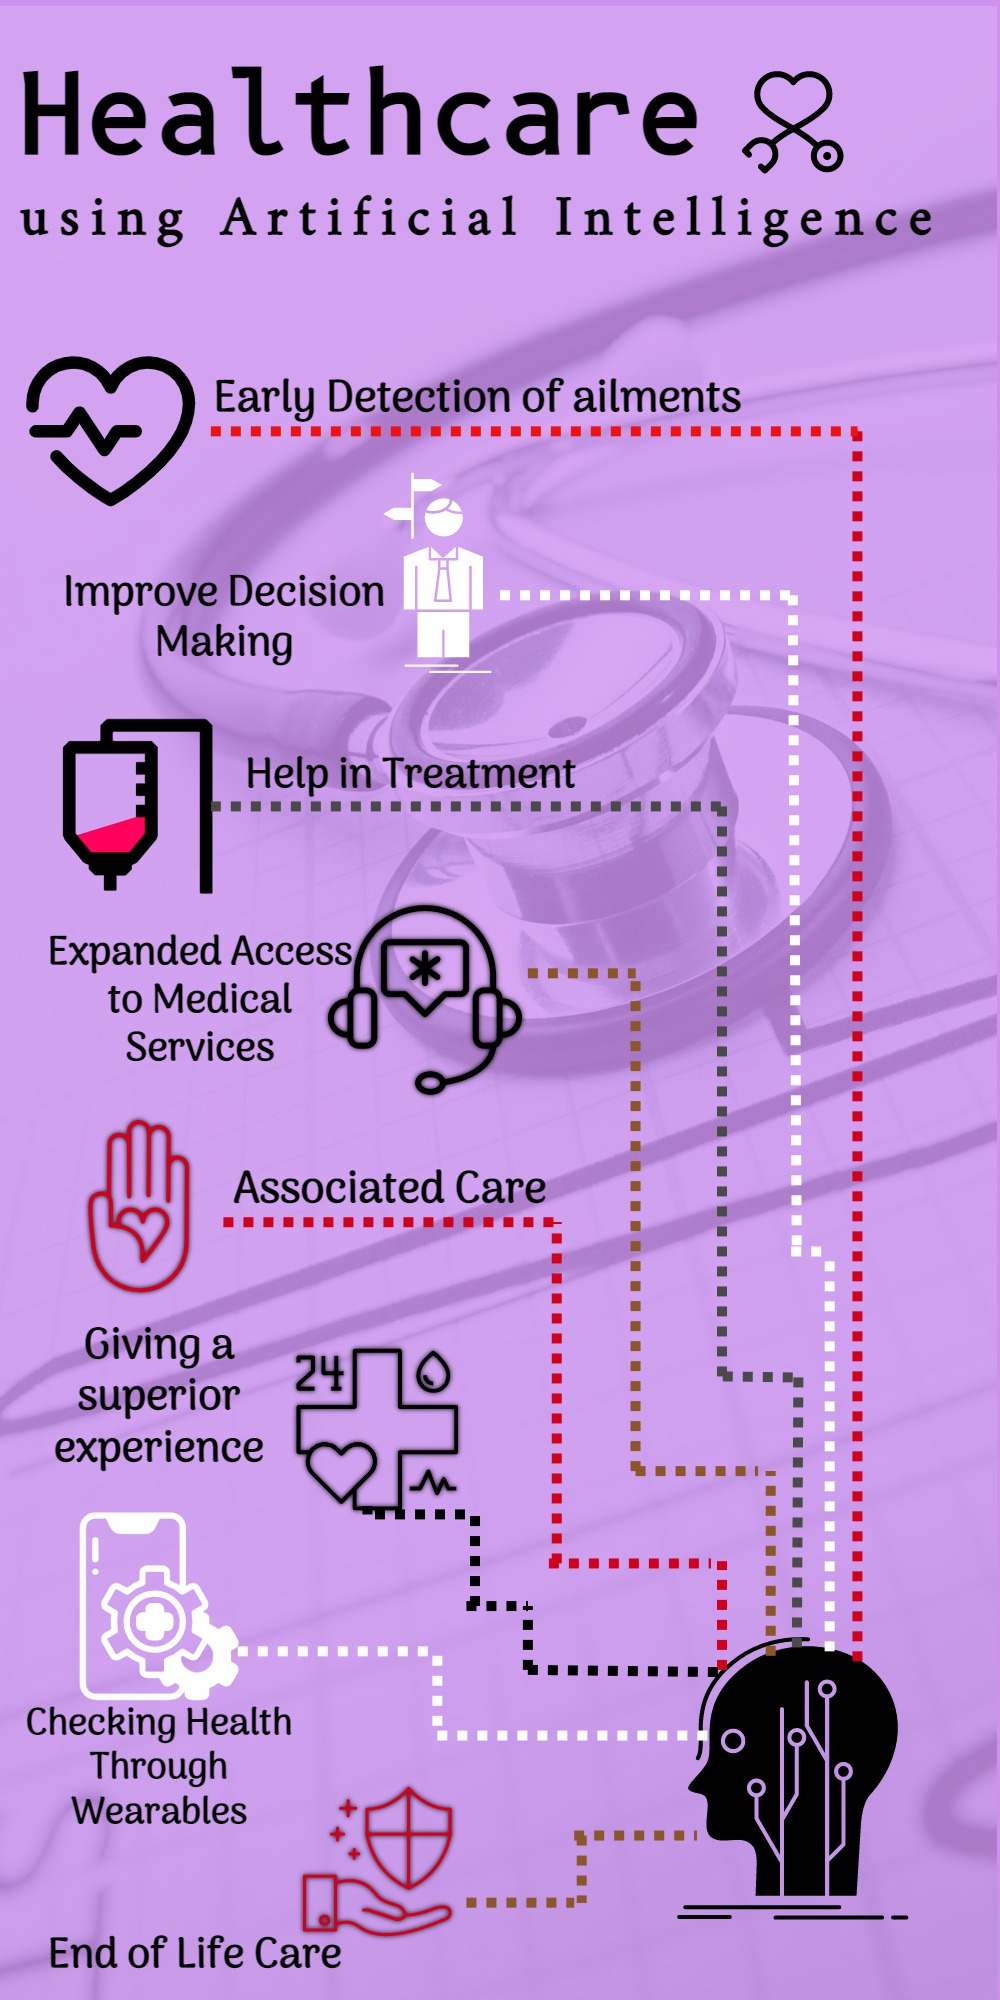 Healthcare
using Artificial Intelligence
Early Detection of ailments
Improve Decision
Making
Help in Treatment
Expanded Access
to Medical
Services
Associated Care
Giving a
superior
experience
24
Checking Health
Through
Wearables
End of Life Care